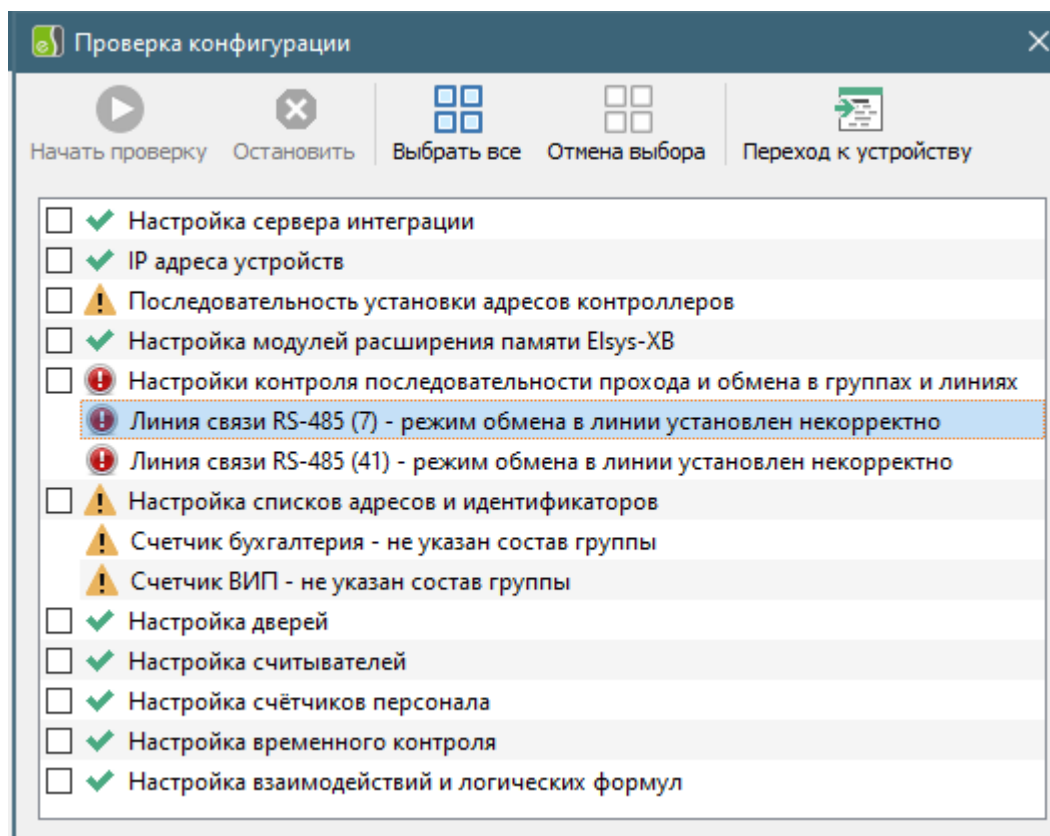 eS Проверка конфигурации
Начать проверку Остановить Выбрать все Отмена выбора Переход к устройству
Настройка сервера интеграции
IP адреса устройств
Последовательность установки адресов контроллеров
Настройка модулей расширения памяти Elsys-XB
Настройки контроля последовательности прохода и обмена в группах и линиях
Линия связи RS-485 (7) - режим обмена в линии установлен некорректно
Линия связи RS-485 (41) - режим обмена в линии установлен некорректно
Настройка списков адресов и идентификаторов
Счетчик бухгалтерия - не указан состав группы
Счетчик ВИП - не указан состав группы
Настройка дверей
Настройка считывателей
Настройка счётчиков персонала
Настройка временного контроля
Настройка взаимодействий и логических формул